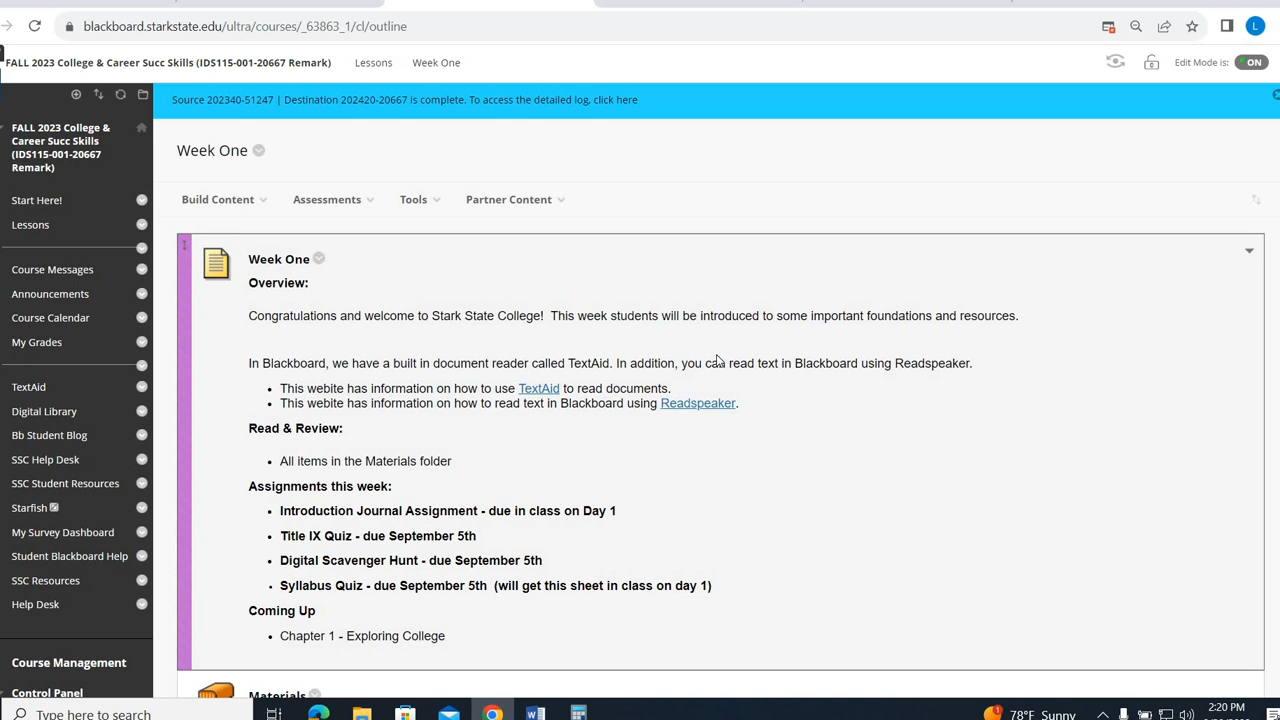 blackboard.starkstate.edu/ultra/courses/_63863_1/cl/outline
L
FALL 2023 College & Career Succ Skills (IDS115-001-20667 Remark)
Lessons
Week One
Edit Mode is:
ON
Source 202340-51247 | Destination 202420-20667 is complete. To access the detailed log, click here
FALL 2023 College &
Career Succ Skills
(IDS115-001-20667
Remark)
Start Here!
Lessons
Course Messages
Announcements
Course Calendar
My Grades
TextAid
Digital Library
Bb Student Blog
SSC Help Desk
SSC Student Resources
Starfish
My Survey Dashboard
Student Blackboard Help
SSC Resources
Help Desk
Course Management
Control Panel
Week One
Build Content
Assessments
Tools
Partner Content
Week One
Overview:
Congratulations and welcome to Stark State College!  This week students will be introduced to some important foundations and resources.
In Blackboard, we have a built in document reader called TextAid. In addition, you can read text in Blackboard using Readspeaker.
• This webite has information on how to use TextAid to read documents.
• This webite has information on how to read text in Blackboard using Readspeaker.
Read & Review:
• All items in the Materials folder
Assignments this week:
• Introduction Journal Assignment - due in class on Day 1
• Title IX Quiz - due September 5th
• Digital Scavenger Hunt - due September 5th
• Syllabus Quiz - due September 5th  (will get this sheet in class on day 1)
Coming Up
• Chapter 1 - Exploring College
Materials
Type here to search
1
78°F Sunny
2:20 PM